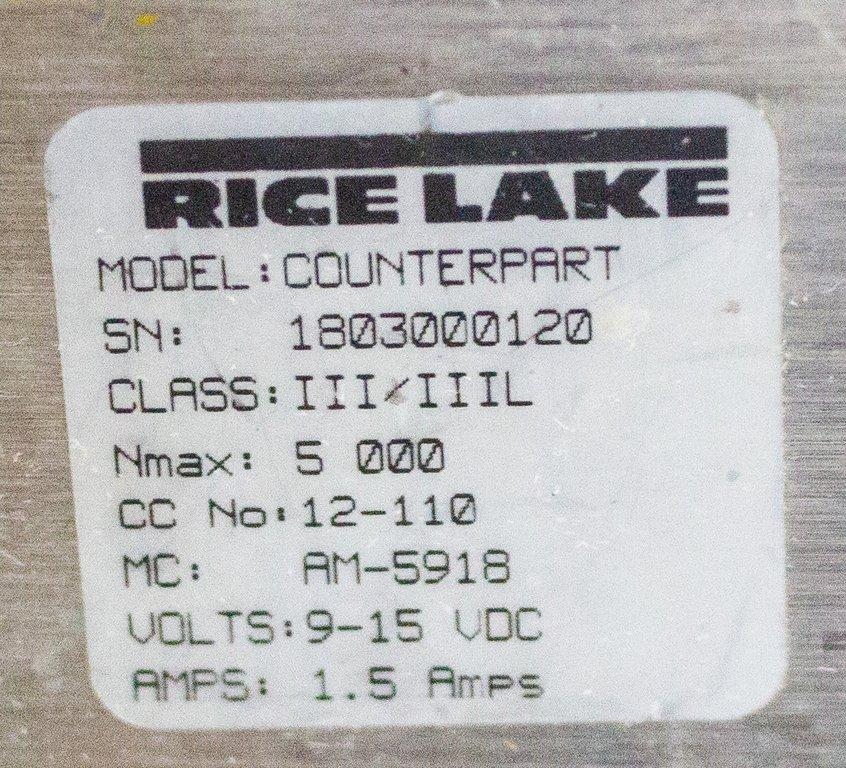 RICE LAKE
MODEL: COUNTERPART
SN: 1803000120
CLASS: III/IIIL
Nmax: 5 000
CC No: 12-110
MC: AM-5918
VOLTS: 9-15 VDC
AMPS: 1.5 Amps